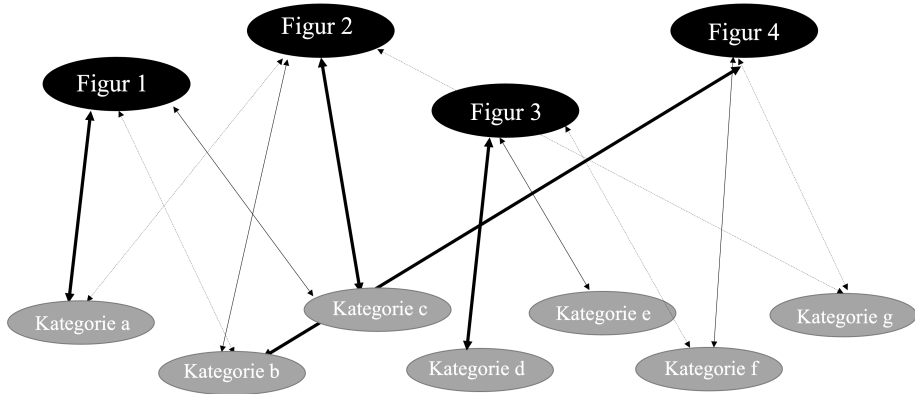 Figur 1
Figur 2
Figur 3
Figur 4
Kategorie a
Kategorie b
Kategorie c
Kategorie d
Kategorie e
Kategorie f
Kategorie g